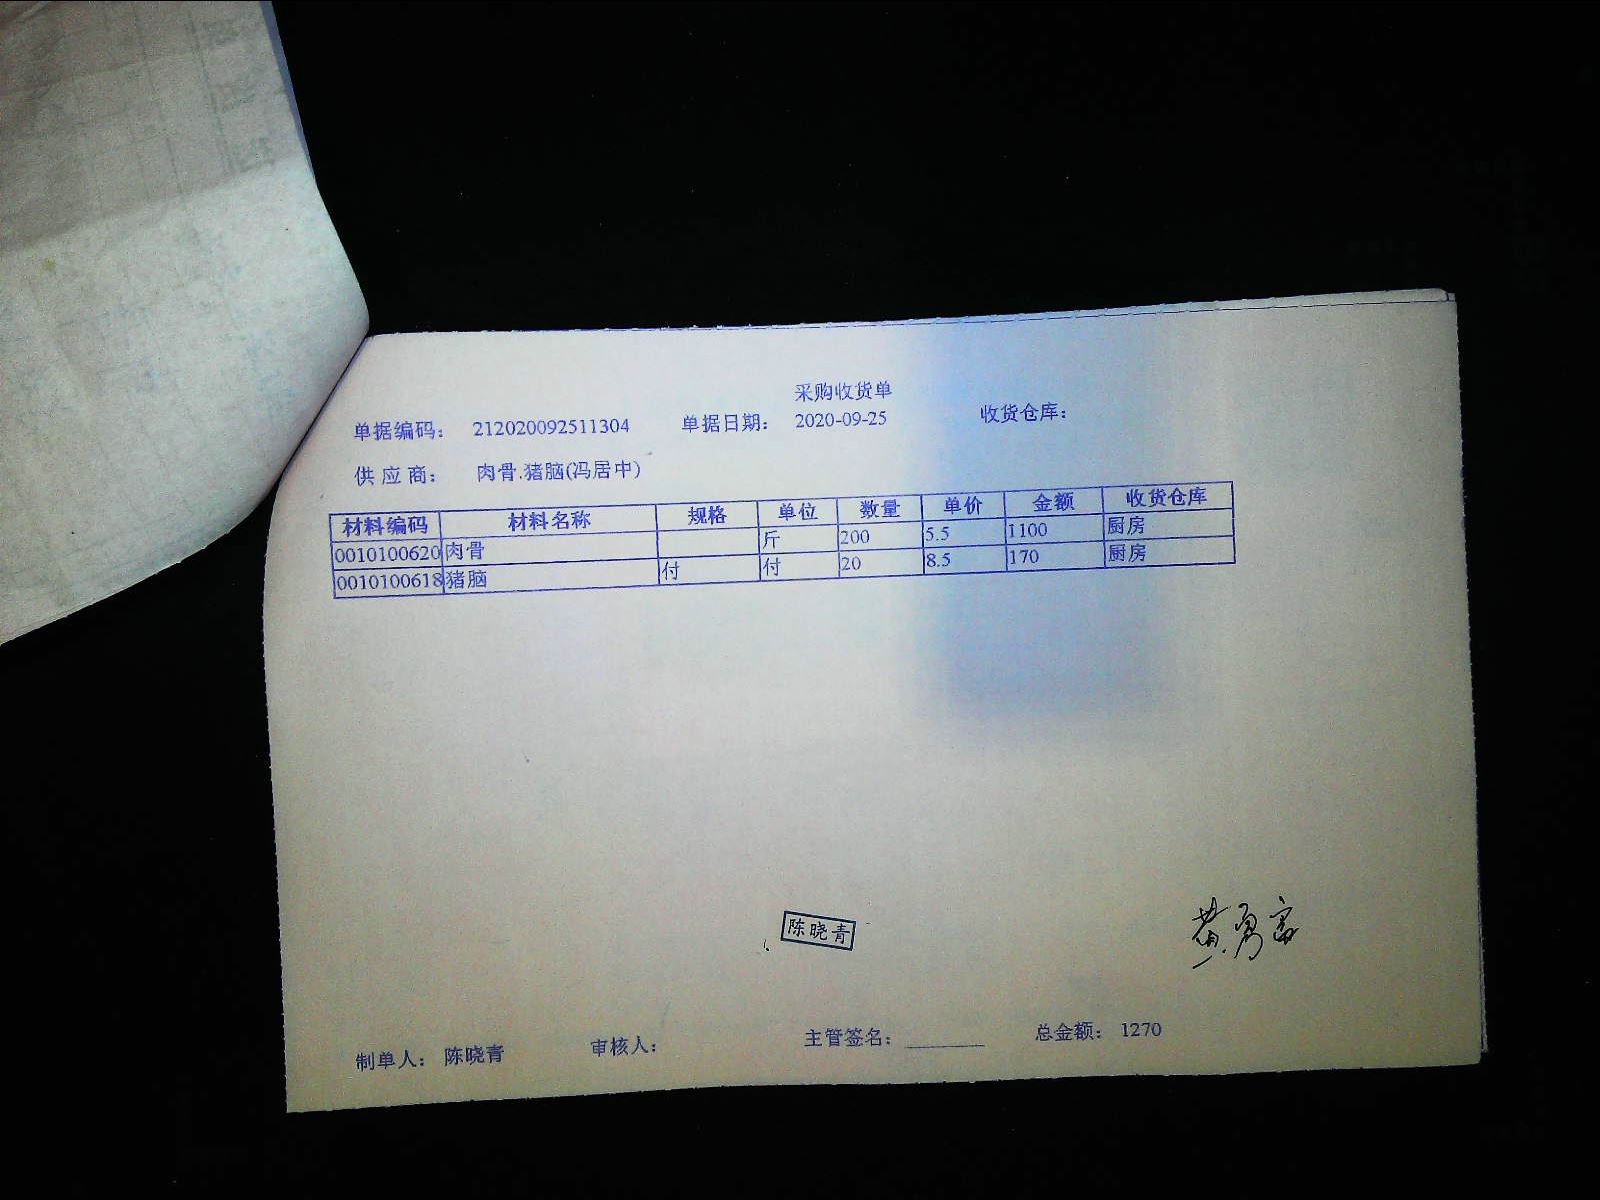 采购收货单
单据编码： 212020092511304 单据日期： 2020-09-25 收货仓库：
供应商： 肉骨.猪脑(冯居中)
材料编码 材料名称 规格 单位 数量 单价 金额 收货仓库
0010100620 肉骨 斤 200 5.5 1100 厨房
0010100618 猪脑 付 付 20 8.5 170 厨房
陈晓青
制单人： 陈晓青 审核人： 主管签名： 总金额： 1270